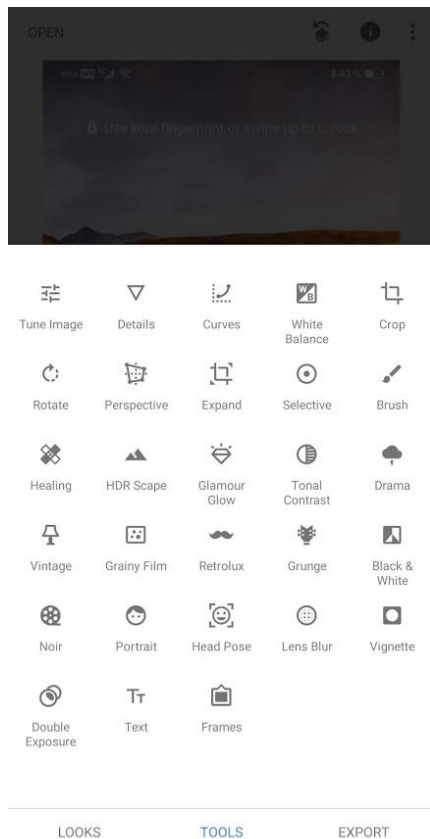 OPEN
43 %
Use your fingerprint or swipe up to unlock
Tune Image
Details
Curves
White
Balance
Crop
Rotate
Perspective
Expand
Selective
Brush
Healing
HDR Scape
Glamour
Glow
Tonal
Contrast
Drama
Vintage
Grainy Film
Retrolux
Grunge
Black &
White
Noir
Portrait
Head Pose
Lens Blur
Vignette
Double
Exposure
Text
Frames
LOOKS
TOOLS
EXPORT